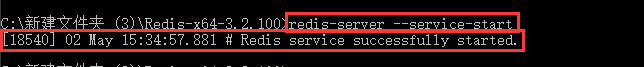 C:\新建文件夹 (3)\Redis-x64-3.2.100>redis-server --service-start
[18540] 02 May 15:34:57.881 # Redis service successfully started.